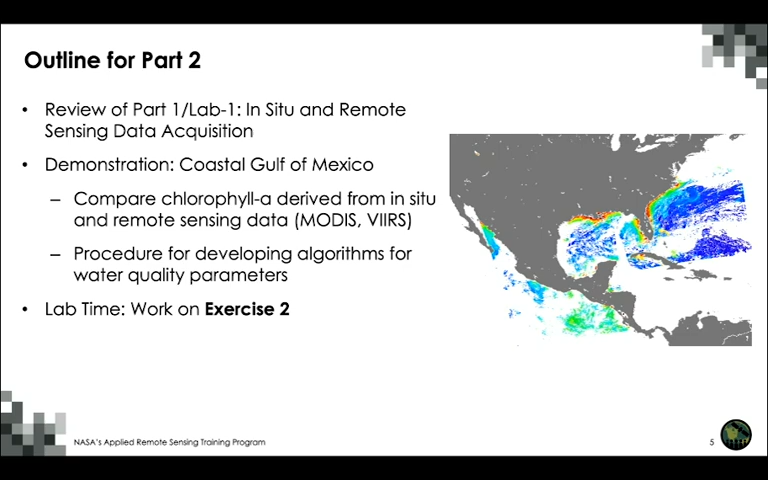 Outline for Part 2
• Review of Part 1/Lab-1: In Situ and Remote
Sensing Data Acquisition
• Demonstration: Coastal Gulf of Mexico
– Compare chlorophyll-a derived from in situ
and remote sensing data (MODIS, VIIRS)
– Procedure for developing algorithms for
water quality parameters
• Lab Time: Work on Exercise 2
NASA's Applied Remote Sensing Training Program
5